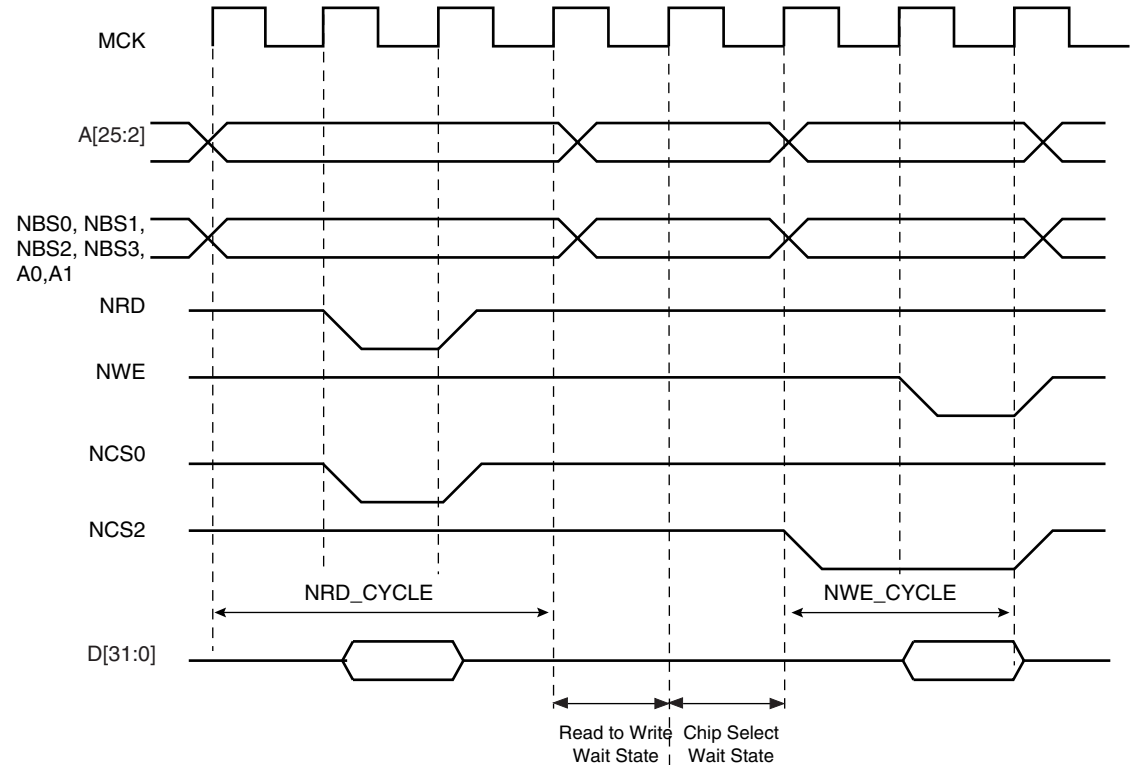 MCK
A[25:2]
NBS0, NBS1,
NBS2, NBS3,
A0,A1
NRD
NWE
NCS0
NCS2
NRD_CYCLE
NWE_CYCLE
D[31:0]
Read to Write
Wait State
Chip Select
Wait State